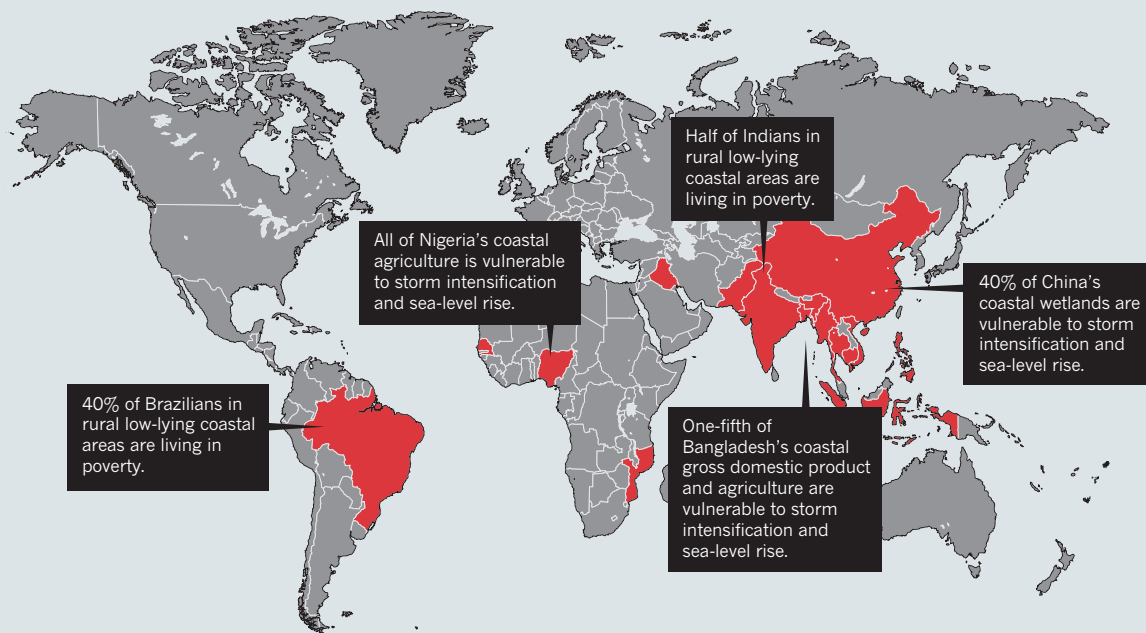 Half of Indians in
rural low-lying
coastal areas are
living in poverty.
All of Nigeria's coastal
agriculture is vulnerable
to storm intensification
and sea-level rise.
40% of China's
coastal wetlands are
vulnerable to storm
intensification and
sea-level rise.
40% of Brazilians in
rural low-lying coastal
areas are living in
poverty.
One-fifth of
Bangladesh's coastal
gross domestic product
and agriculture are
vulnerable to storm
intensification and
sea-level rise.